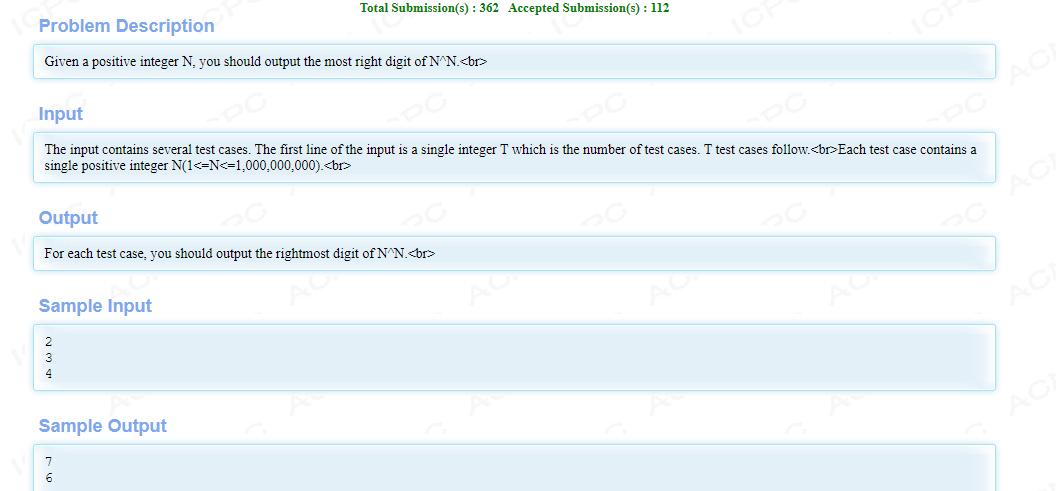 Total Submission(s) : 362   Accepted Submission(s) : 112
Problem Description
Given a positive integer N, you should output the most right digit of N^N.<br>
Input
The input contains several test cases. The first line of the input is a single integer T which is the number of test cases. T test cases follow.<br>Each test case contains a
single positive integer N(1<=N<=1,000,000,000).<br>
Output
For each test case, you should output the rightmost digit of N^N.<br>
Sample Input
2
3
4
Sample Output
7
6